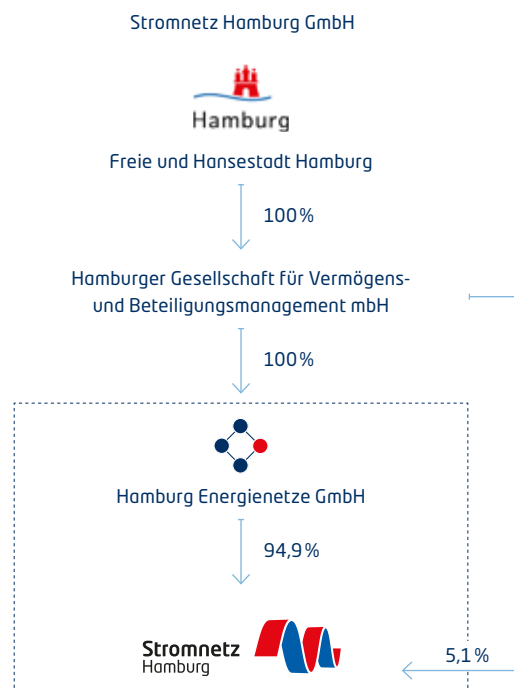 Stromnetz Hamburg GmbH
Hamburg
Freie und Hansestadt Hamburg
100 %
Hamburger Gesellschaft für Vermögens-
und Beteiligungsmanagement mbH
100 %
Hamburg Energienetze GmbH
94,9 %
Stromnetz
Hamburg
5,1 %